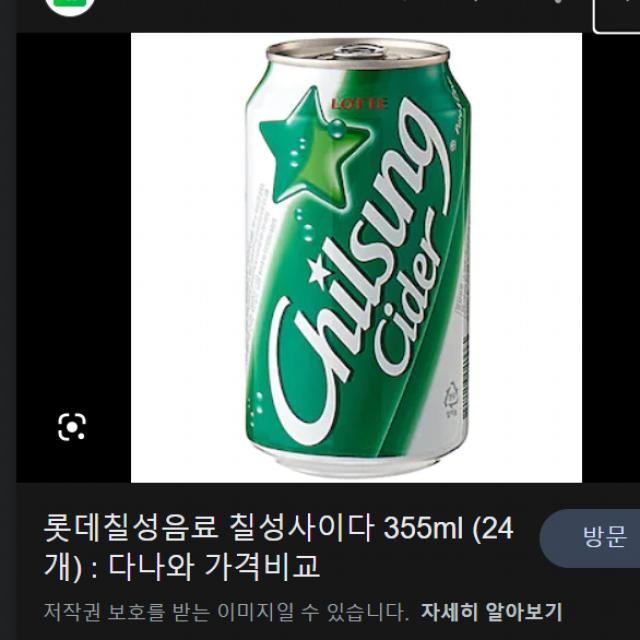 LOTTE
Chilsung
Cider
롯데칠성음료 칠성사이다 355ml (24
개) : 다나와 가격비교
방문
저작권 보호를 받는 이미지일 수 있습니다. 자세히 알아보기